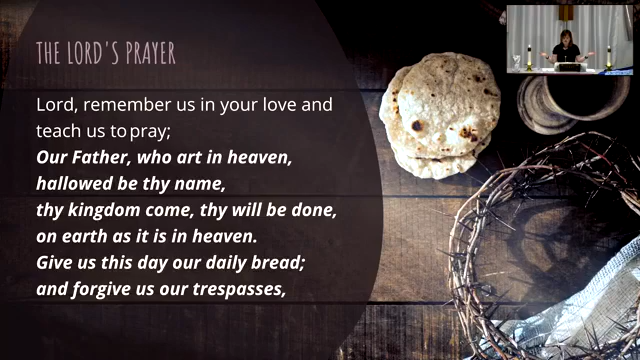 THE LORD'S PRAYER
Lord, remember us in your love and
teach us to pray;
Our Father, who art in heaven,
hallowed be thy name,
thy kingdom come, thy will be done,
on earth as it is in heaven.
Give us this day our daily bread;
and forgive us our trespasses,